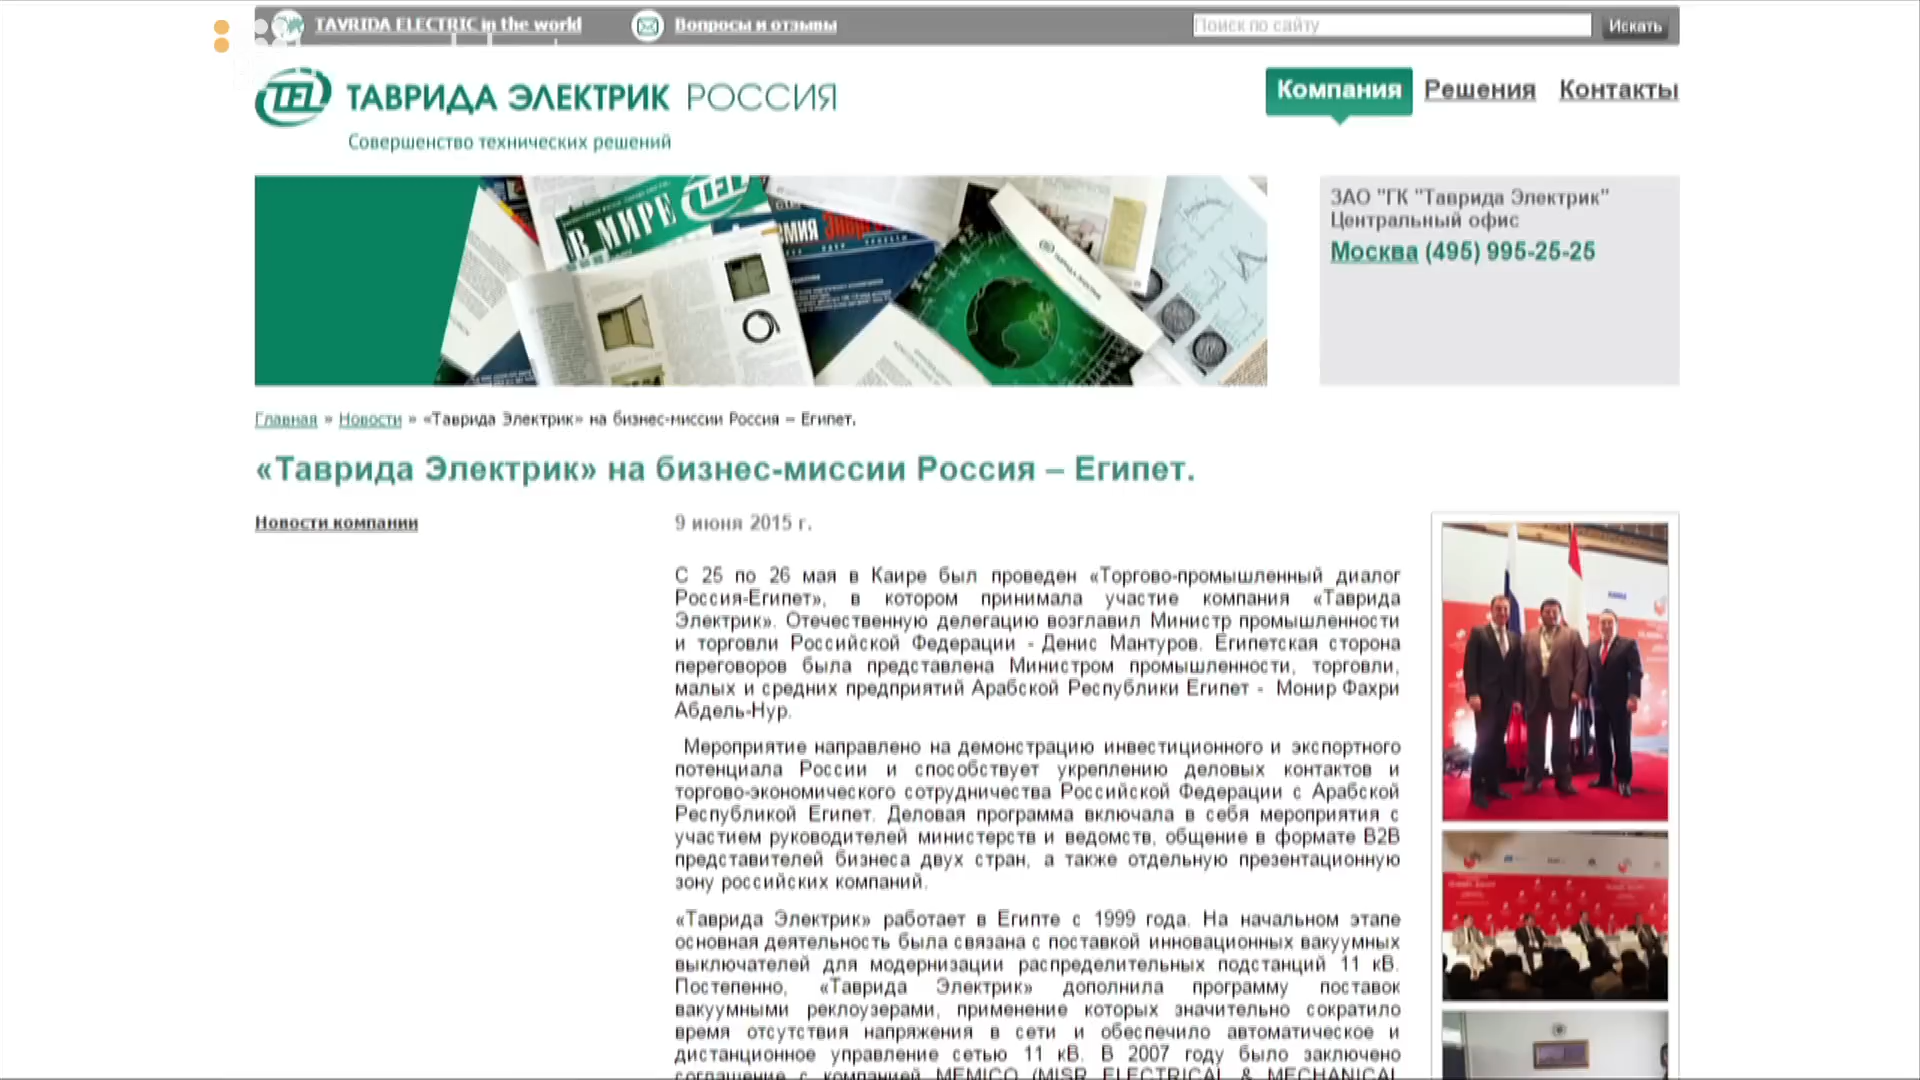 TAVRIDA ELECTRIC in the world
Вопросы и отзывы
Поиск по сайту
Искать
TEL
ТАВРИДА ЭЛЕКТРИК РОССИЯ
Совершенство технических решений
Компания
Решения
Контакты
В МИРЕ
TEL
ЗАО "ГК "Таврида Электрик"
Центральный офис
Москва (495) 995-25-25
Главная » Новости » «Таврида Электрик» на бизнес-миссии Россия – Египет.
«Таврида Электрик» на бизнес-миссии Россия – Египет.
Новости компании
9 июня 2015 г.
С 25 по 26 мая в Каире был проведен «Торгово-промышленный диалог
Россия-Египет», в котором принимала участие компания «Таврида
Электрик». Отечественную делегацию возглавил Министр промышленности
и торговли Российской Федерации - Денис Мантуров. Египетская сторона
переговоров была представлена Министром промышленности, торговли,
малых и средних предприятий Арабской Республики Египет - Монир Фахри
Абдель-Нур.
Мероприятие направлено на демонстрацию инвестиционного и экспортного
потенциала России и способствует укреплению деловых контактов и
торгово-экономического сотрудничества Российской Федерации с Арабской
Республикой Египет. Деловая программа включала в себя мероприятия с
участием руководителей министерств и ведомств, общение в формате B2B
представителей бизнеса двух стран, а также отдельную презентационную
зону российских компаний.
«Таврида Электрик» работает в Египте с 1999 года. На начальном этапе
основная деятельность была связана с поставкой инновационных вакуумных
выключателей для модернизации распределительных подстанций 11 кВ.
Постепенно, «Таврида Электрик» дополнила программу поставок
вакуумными реклоузерами, применение которых значительно сократило
время отсутствия напряжения в сети и обеспечило автоматическое и
дистанционное управление сетью 11 кВ. В 2007 году было заключено
соглашение с компанией MEMICO (MISR ELECTRICAL & MECHANICAL